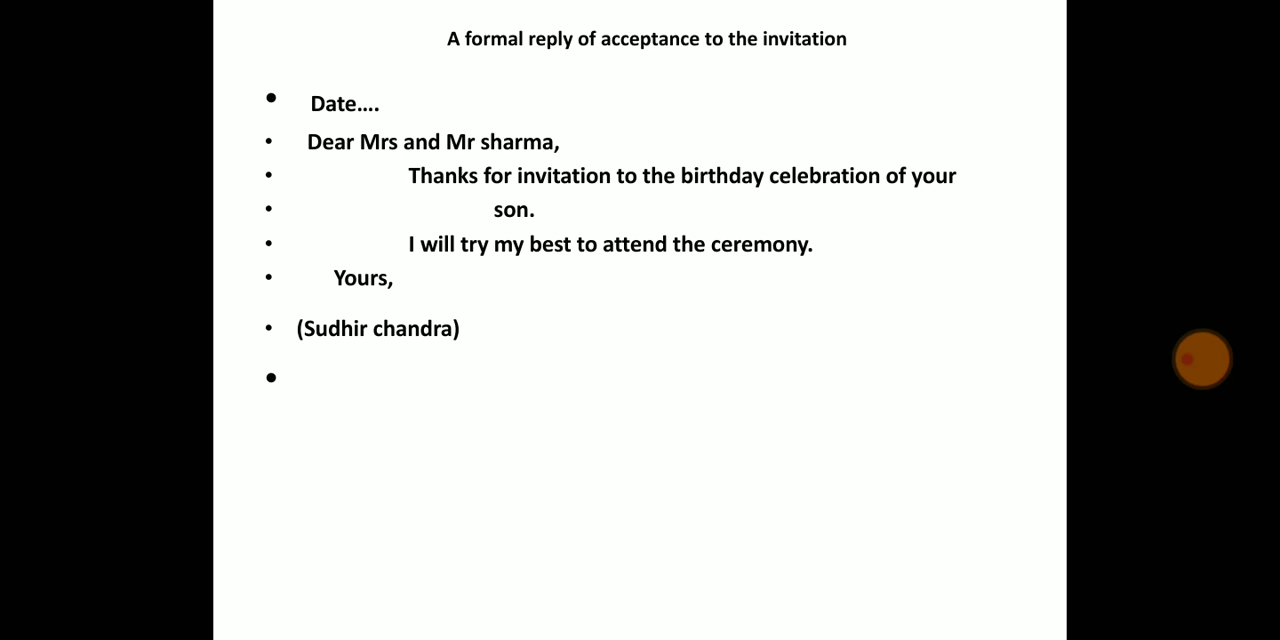 A formal reply of acceptance to the invitation
• Date....
• Dear Mrs and Mr sharma,
• Thanks for invitation to the birthday celebration of your
• son.
• I will try my best to attend the ceremony.
• Yours,
• (Sudhir chandra)
•